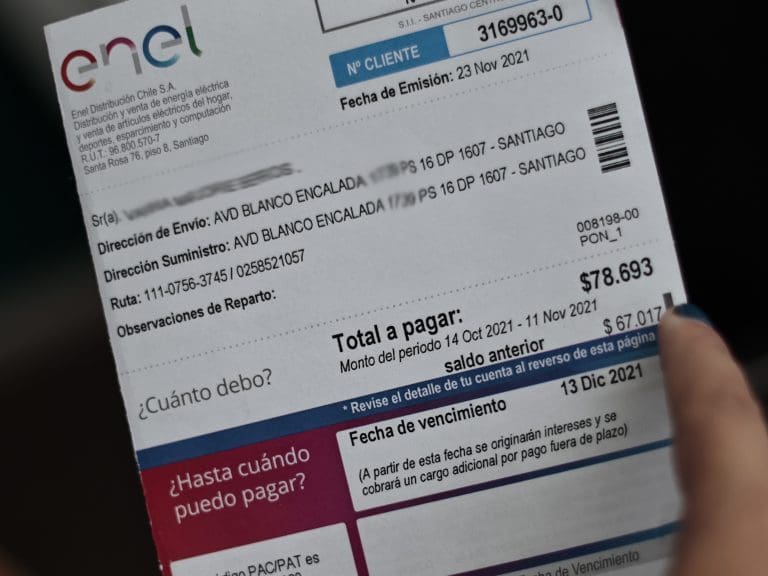 enel
S.I.I. - SANTIAGO
Nº CLIENTE
3169963-0
Enel Distribución Chile S.A.
Distribución y venta de energía eléctrica
y venta de artículos eléctricos del hogar,
deportes, esparcimiento y computación
R.U.T.: 96.800.570-7
Santa Rosa 76, piso 8, Santiago
Fecha de Emisión: 23 Nov 2021
Sr(a).
Dirección de Envío: AVD BLANCO ENCALADA PS 16 DP 1607 - SANTIAGO
Dirección Suministro: AVD BLANCO ENCALADA PS 16 DP 1607 - SANTIAGO
Ruta: 111-0756-3745 / 0258521057
Observaciones de Reparto:
008198-00
PON_1
¿Cuánto debo?
Total a pagar: $78.693
Monto del periodo 14 Oct 2021 - 11 Nov 2021 $ 67.017
saldo anterior
* Revise el detalle de tu cuenta al reverso de esta página
¿Hasta cuándo
puedo pagar?
Fecha de vencimiento 13 Dic 2021
(A partir de esta fecha se originarán intereses y se
cobrará un cargo adicional por pago fuera de plazo)
PAC/PAT es
de Vencimiento